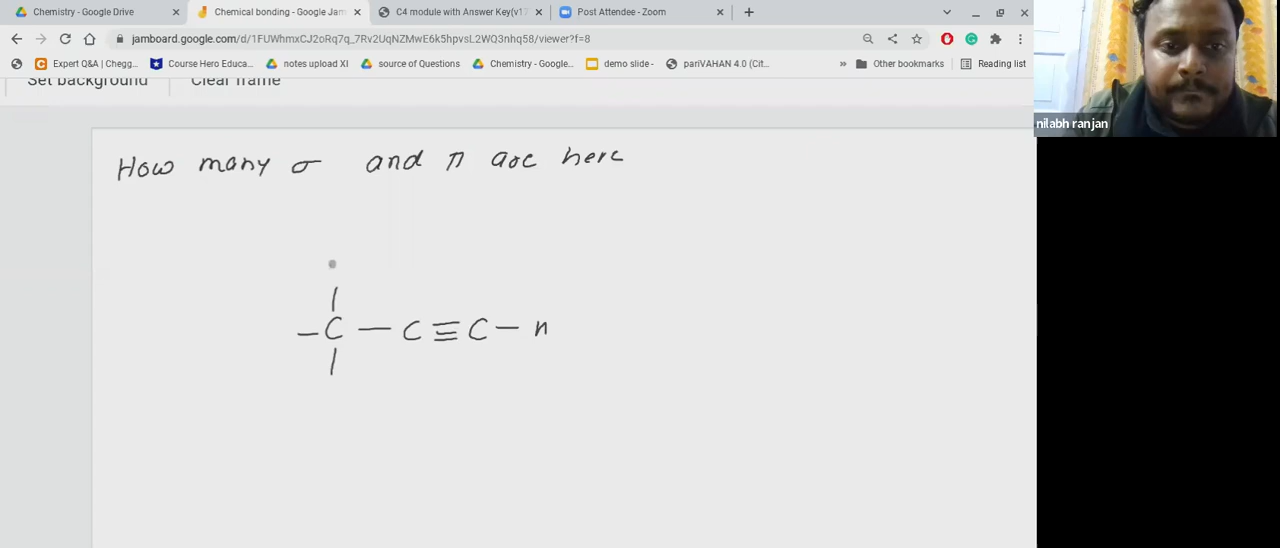 Chemistry - Google Drive
Chemical bonding - Google Jam
C4 module with Answer Key(v17
Post Attendee - Zoom
jamboard.google.com/d/1FUWhmxCJ2oRq7q_7Rv2UqNZMwE6k5hpvsL2WQ3nhq58/viewer?f=8
Expert Q&A | Chegg...
Course Hero Educa...
notes upload XI
source of Questions
Chemistry - Google...
demo slide -
pariVAHAN 4.0 (Cit...
»
Other bookmarks
Reading list
Set background
Clear frame
nilabh ranjan
How many σ and π are here
- C - C ≡ C - H